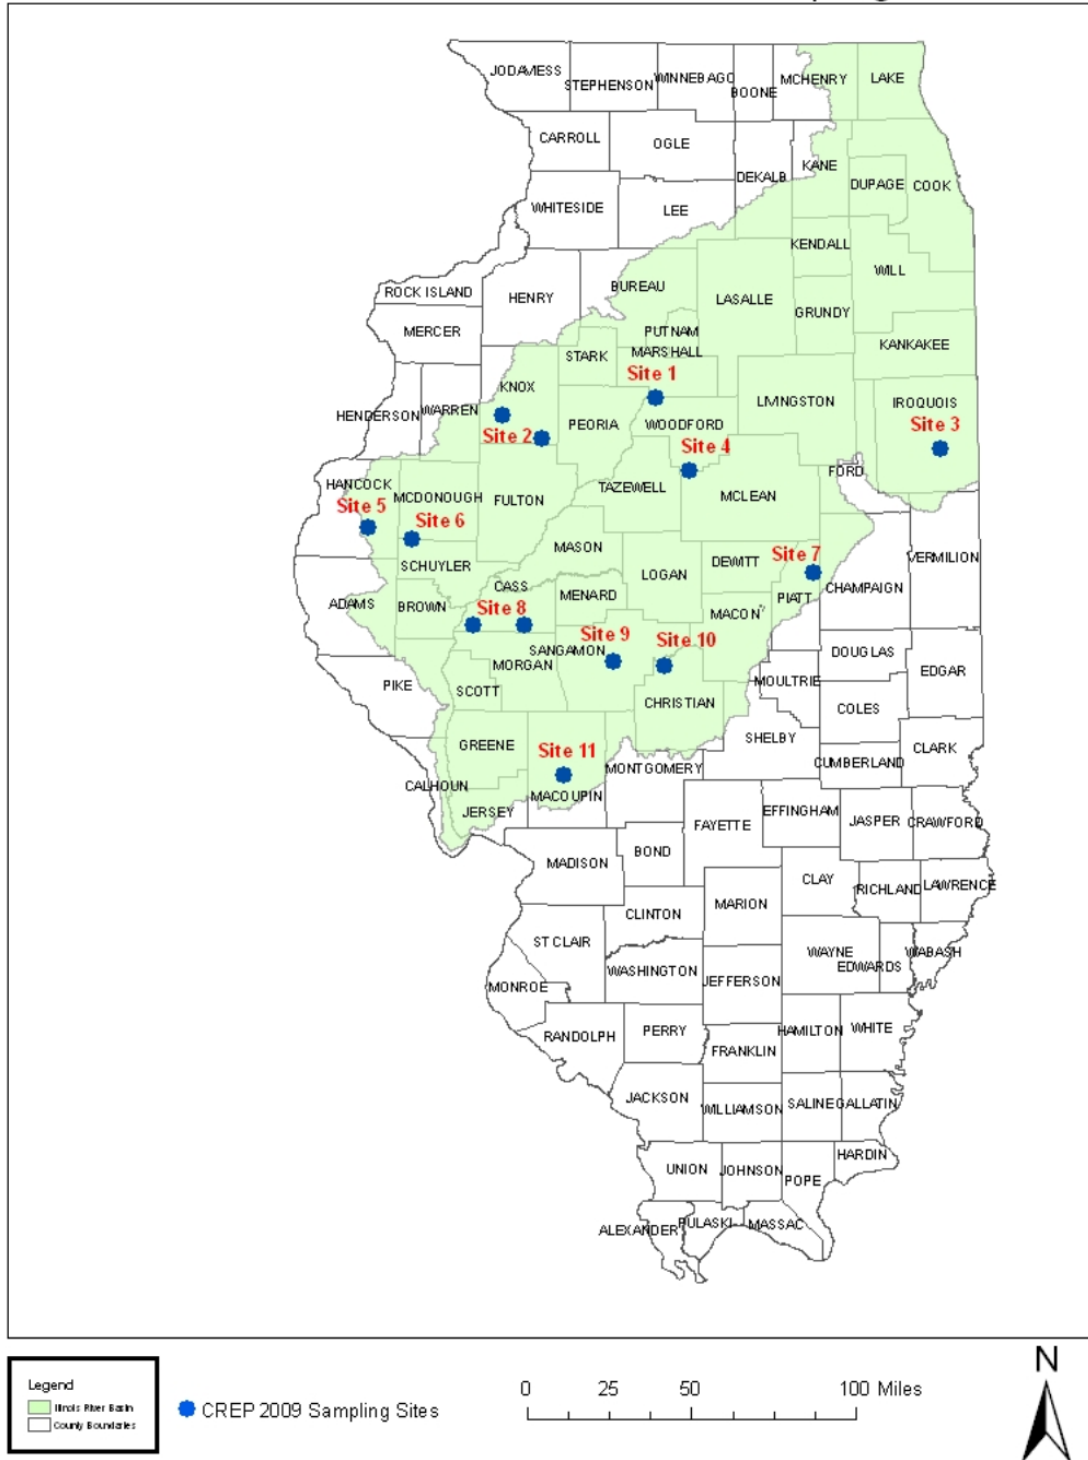 JODAVIESS
STEPHENSON
WINNEBAGO
BOONE
MCHENRY
LAKE
CARROLL
OGLE
KANE
DEKALB
DUPAGE
COOK
WHITESIDE
LEE
KENDALL
WILL
BUREAU
ROCK ISLAND
HENRY
LASALLE
GRUNDY
MERCER
PUTNAM
KANKAKEE
STARK
MARSHALL
Site 1
KNOX
LIVINGSTON
IROQUOIS
HENDERSON
WARREN
PEORIA
WOODFORD
Site 3
Site 2
Site 4
FORD
HANCOCK
MCDONOUGH
FULTON
TAZEWELL
MCLEAN
Site 5
Site 6
MASON
Site 7
VERMILION
SCHUYLER
LOGAN
DEWITT
CASS
MENARD
PIATT
CHAMPAIGN
ADAMS
BROWN
Site 8
MACON
Site 9
Site 10
SANGAMON
DOUGLAS
MORGAN
EDGAR
PIKE
SCOTT
MOULTRIE
CHRISTIAN
COLES
GREENE
Site 11
SHELBY
CLARK
MONTGOMERY
CUMBERLAND
CALHOUN
MACOUPIN
JERSEY
EFFINGHAM
FAYETTE
JASPER
CRAWFORD
MADISON
BOND
CLAY
RICHLAND
LAWRENCE
CLINTON
MARION
ST CLAIR
WAYNE
WABASH
WASHINGTON
EDWARDS
JEFFERSON
MONROE
RANDOLPH
PERRY
HAMILTON
WHITE
FRANKLIN
JACKSON
WILLIAMSON
SALINE
GALLATIN
HARDIN
UNION
JOHNSON
POPE
ALEXANDER
PULASKI
MASSAC
Legend
Illinois River Basin
County Boundaries
CREP 2009 Sampling Sites
0 25 50 100 Miles
N